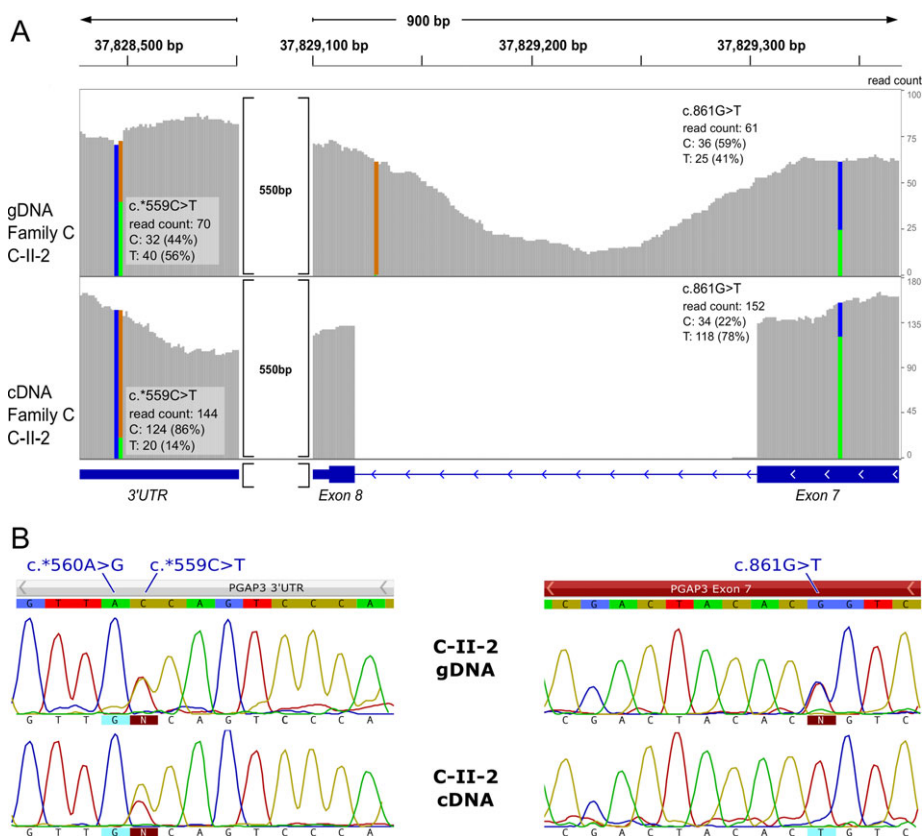 A
900 bp
37,828,500 bp 37,829,100 bp 37,829,200 bp 37,829,300 bp
read count
100
75
50
25
0
gDNA
Family C
C-II-2
c.*559C>T
read count: 70
C: 32 (44%)
T: 40 (56%)
550bp
c.861G>T
read count: 61
C: 36 (59%)
T: 25 (41%)
180
135
90
45
0
cDNA
Family C
C-II-2
c.*559C>T
read count: 144
C: 124 (86%)
T: 20 (14%)
550bp
c.861G>T
read count: 152
C: 34 (22%)
T: 118 (78%)
3'UTR Exon 8 Exon 7
B
c.*560A>G c.*559C>T c.861G>T
PGAP3 3'UTR PGAP3 Exon 7
G T T A C C A G T C C C A C G A C T A C A C G G T C
C-II-2
gDNA
G T T G N C A G T C C C A C G A C T A C A C N G T C
C-II-2
cDNA
G T T G N C A G T C C C A C G A C T A C A C T G T C